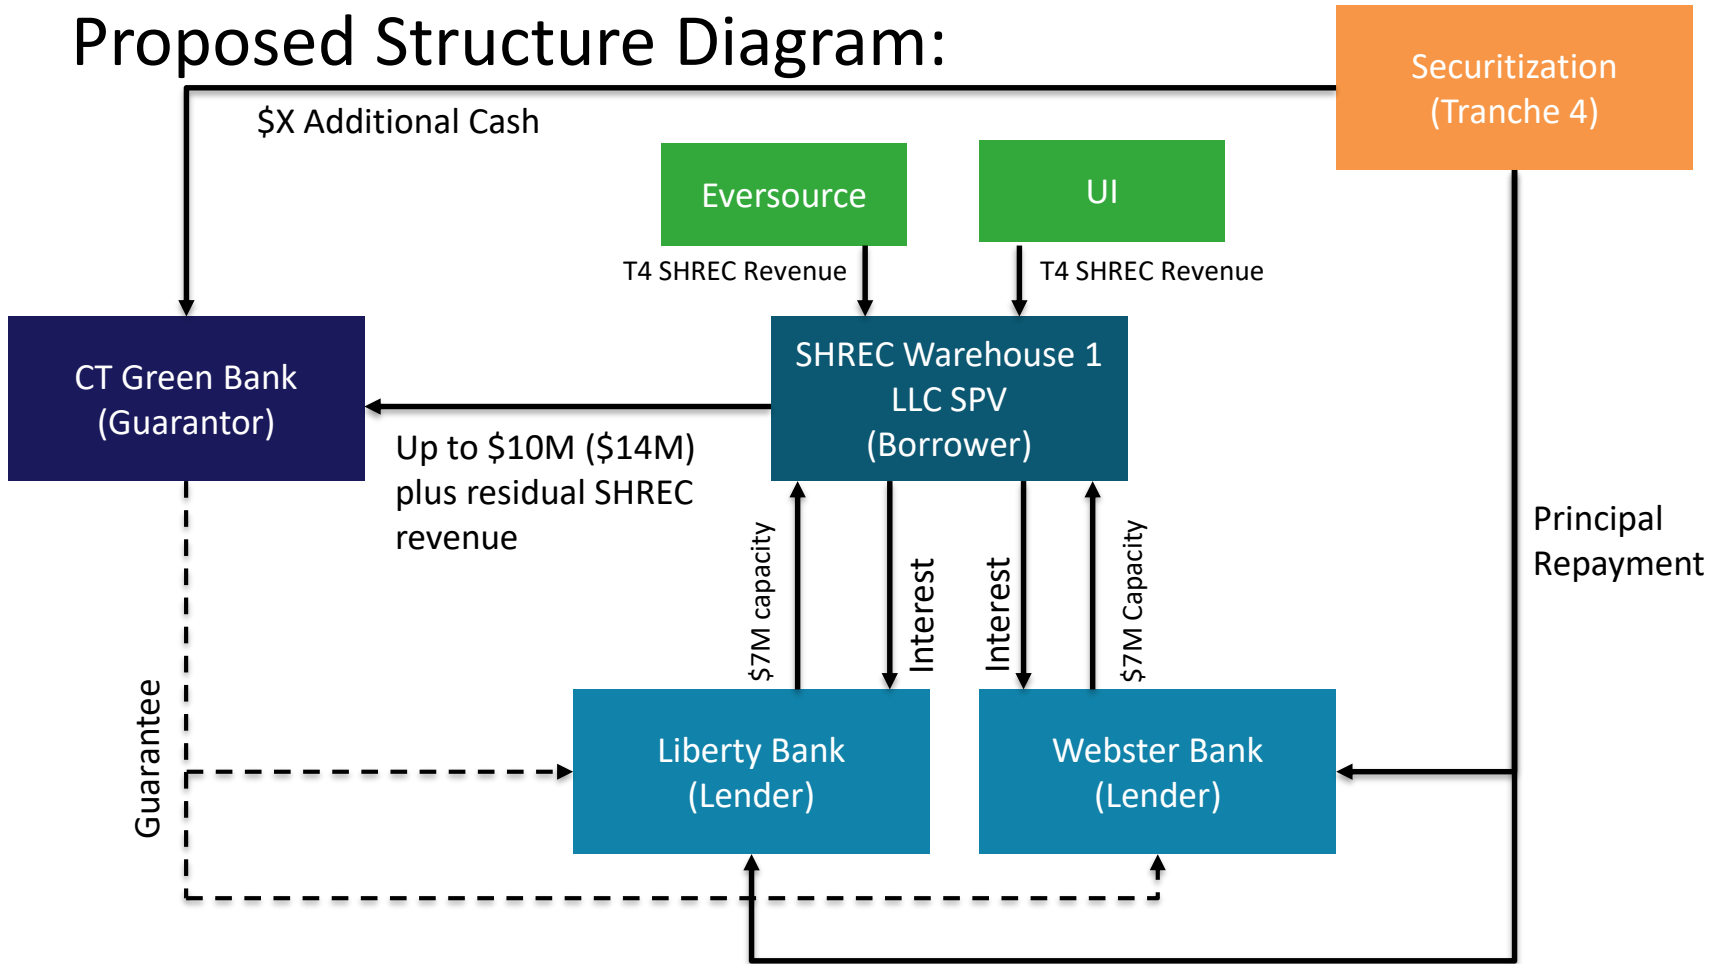 Proposed Structure Diagram:
Securitization
(Tranche 4)
$X Additional Cash
Eversource
UI
T4 SHREC Revenue
T4 SHREC Revenue
CT Green Bank
(Guarantor)
SHREC Warehouse 1
LLC SPV
(Borrower)
Up to $10M ($14M)
plus residual SHREC
revenue
$7M capacity
Interest
Interest
$7M Capacity
Principal
Repayment
Guarantee
Liberty Bank
(Lender)
Webster Bank
(Lender)